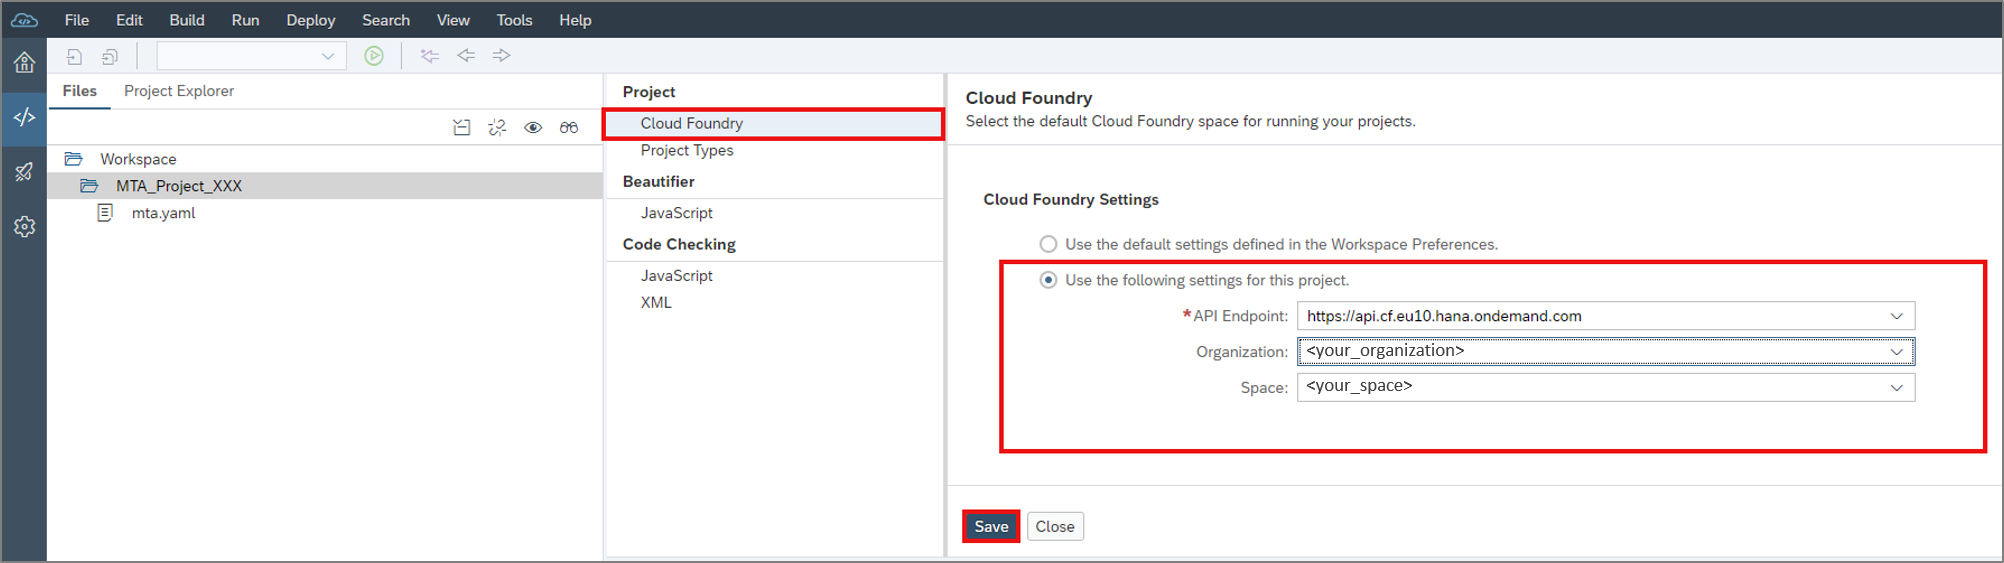 File Edit Build Run Deploy Search View Tools Help
Files Project Explorer
Workspace
MTA_Project_XXX
mta.yaml
Project
Cloud Foundry
Project Types
Beautifier
JavaScript
Code Checking
JavaScript
XML
Cloud Foundry
Select the default Cloud Foundry space for running your projects.
Cloud Foundry Settings
Use the default settings defined in the Workspace Preferences.
Use the following settings for this project.
*API Endpoint: https://api.cf.eu10.hana.ondemand.com
Organization: <your_organization>
Space: <your_space>
Save Close